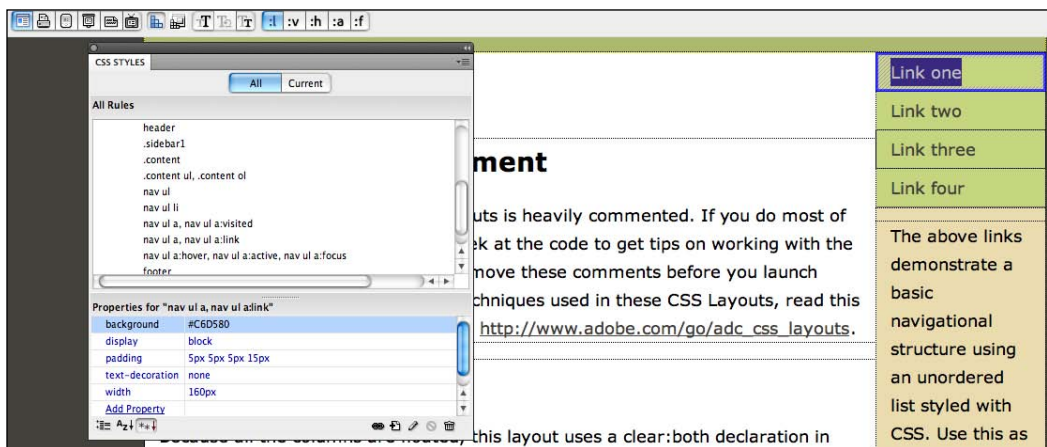 :l :v :h :a :f
CSS STYLES
All Current
All Rules
header
.sidebar1
.content
.content ul, .content ol
nav ul
nav ul li
nav ul a, nav ul a:visited
nav ul a, nav ul a:link
nav ul a:hover, nav ul a:active, nav ul a:focus
footer
Properties for "nav ul a, nav ul a:link"
background #C6D580
display block
padding 5px 5px 5px 15px
text-decoration none
width 160px
Add Property
ment
uts is heavily commented. If you do most of
ek at the code to get tips on working with the
move these comments before you launch
chniques used in these CSS Layouts, read this
http://www.adobe.com/go/adc_css_layouts.
this layout uses a clear:both declaration in
Link one
Link two
Link three
Link four
The above links
demonstrate a
basic
navigational
structure using
an unordered
list styled with
CSS. Use this as